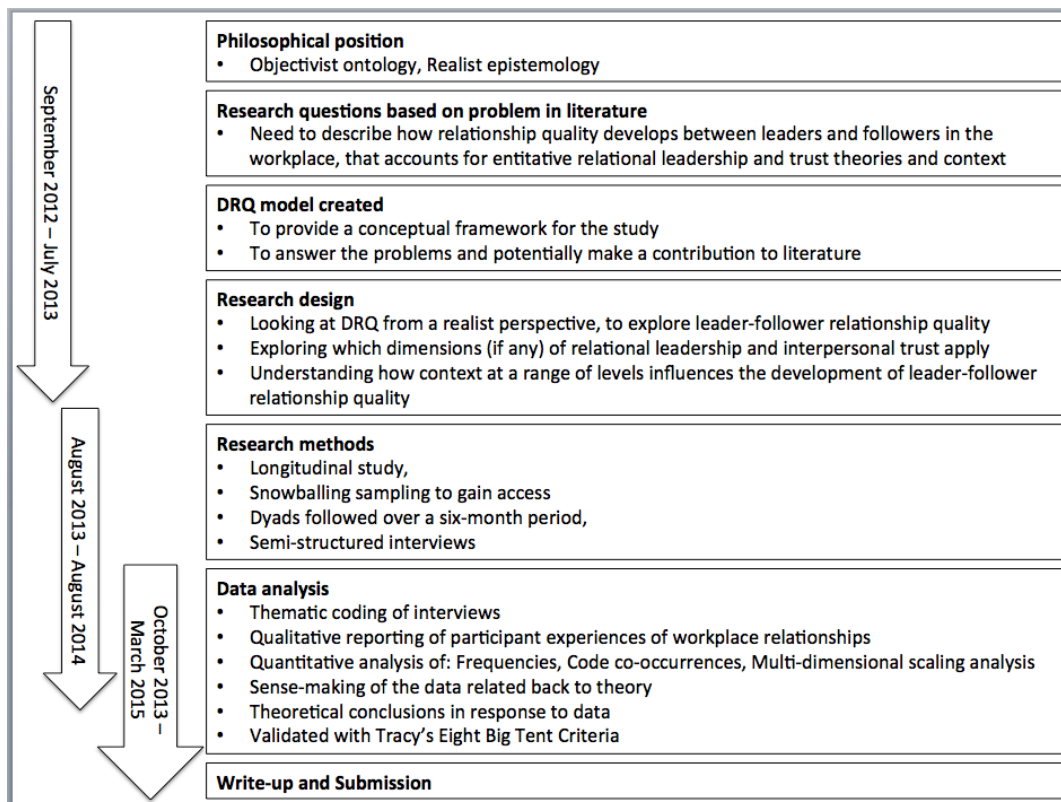 September 2012 – July 2013
Philosophical position
• Objectivist ontology, Realist epistemology
Research questions based on problem in literature
• Need to describe how relationship quality develops between leaders and followers in the
workplace, that accounts for entitative relational leadership and trust theories and context
DRQ model created
• To provide a conceptual framework for the study
• To answer the problems and potentially make a contribution to literature
Research design
• Looking at DRQ from a realist perspective, to explore leader-follower relationship quality
• Exploring which dimensions (if any) of relational leadership and interpersonal trust apply
• Understanding how context at a range of levels influences the development of leader-follower
relationship quality
August 2013 – August 2014
Research methods
• Longitudinal study,
• Snowballing sampling to gain access
• Dyads followed over a six-month period,
• Semi-structured interviews
October 2013 –
March 2015
Data analysis
• Thematic coding of interviews
• Qualitative reporting of participant experiences of workplace relationships
• Quantitative analysis of: Frequencies, Code co-occurrences, Multi-dimensional scaling analysis
• Sense-making of the data related back to theory
• Theoretical conclusions in response to data
• Validated with Tracy's Eight Big Tent Criteria
Write-up and Submission